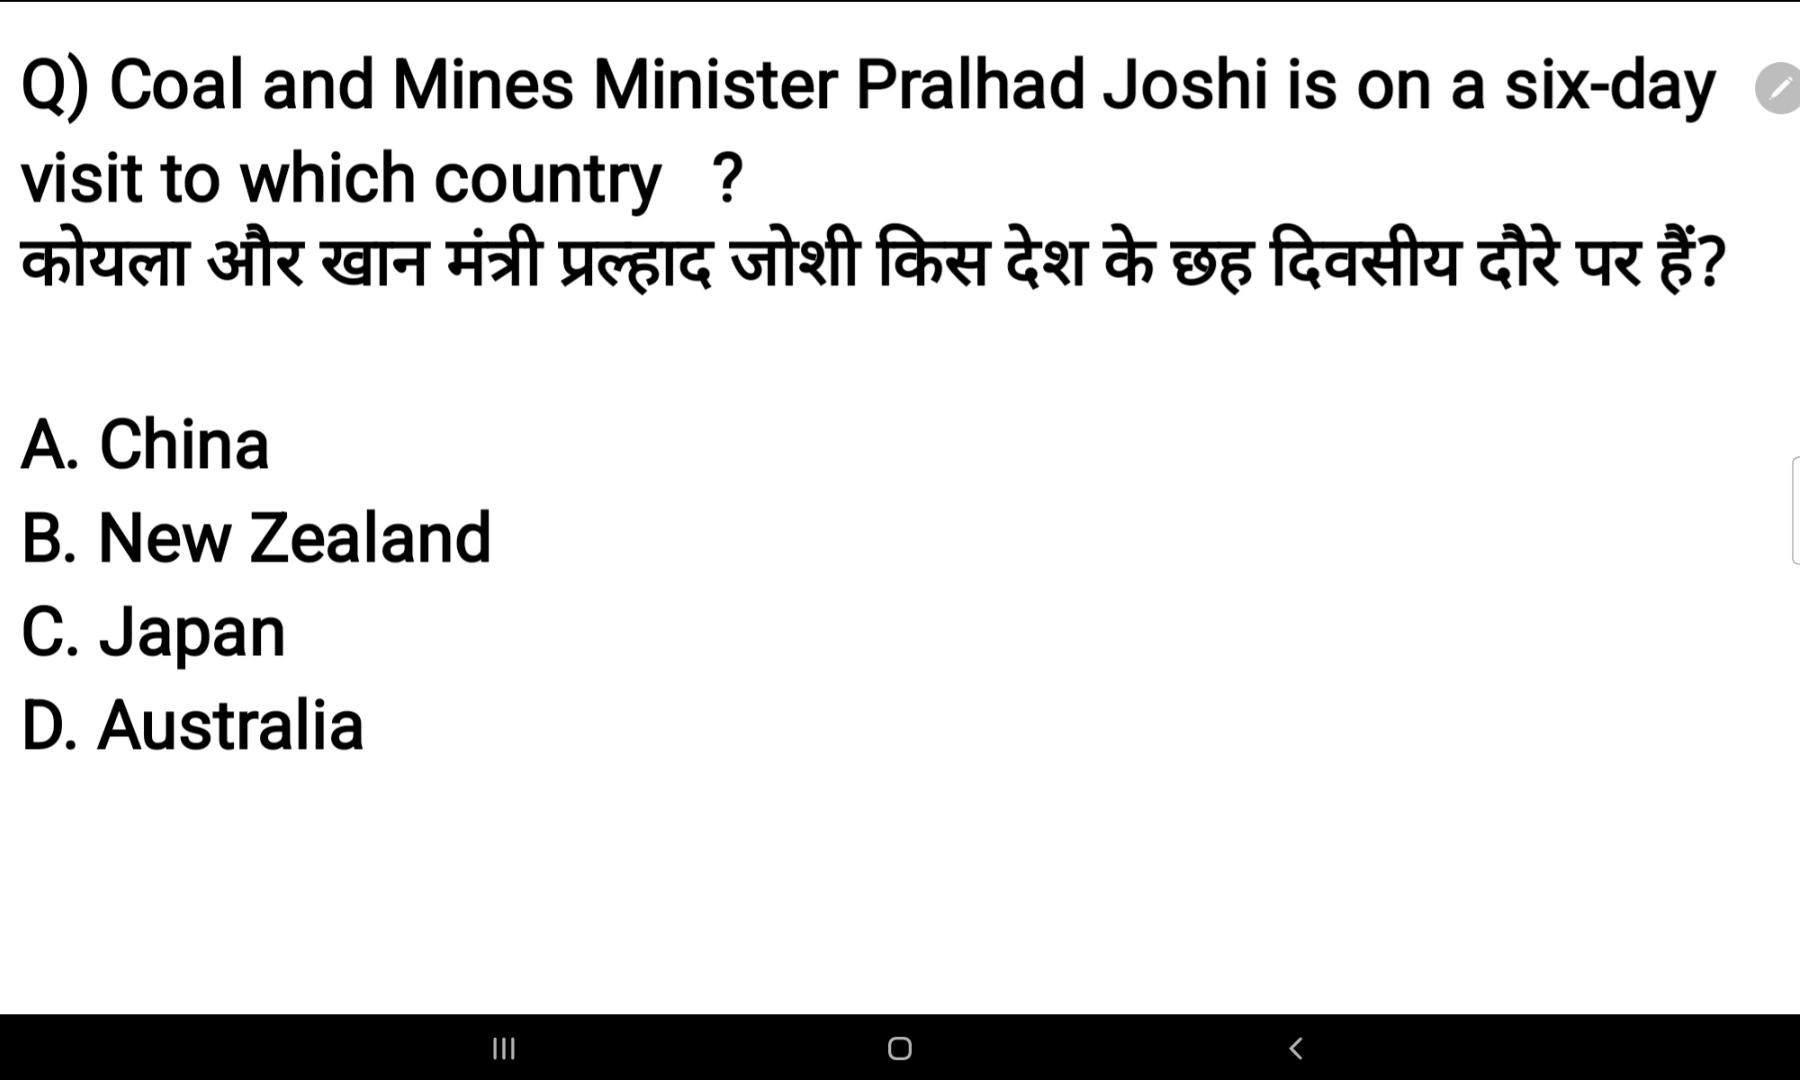 Q) Coal and Mines Minister Pralhad Joshi is on a six-day
visit to which country ?
कोयला और खान मंत्री प्रल्हाद जोशी किस देश के छह दिवसीय दौरे पर हैं?
A. China
B. New Zealand
C. Japan
D. Australia